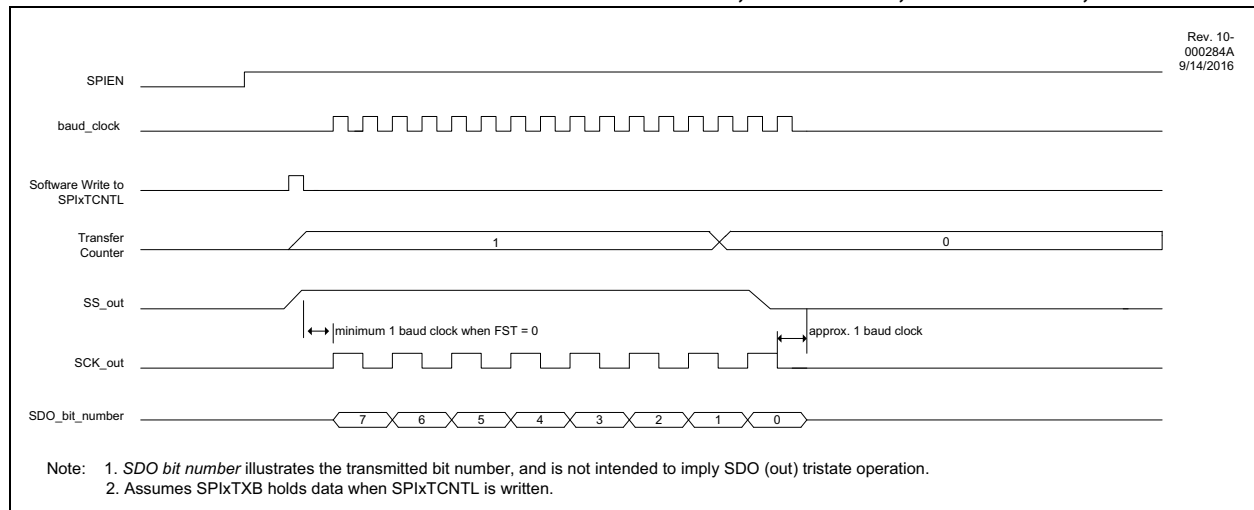 Rev. 10-
000284A
9/14/2016
SPIEN
baud_clock
Software Write to
SPIxTCNTL
Transfer
Counter
1
0
SS_out
minimum 1 baud clock when FST = 0
approx. 1 baud clock
SCK_out
SDO_bit_number
7 6 5 4 3 2 1 0
Note: 1. SDO bit number illustrates the transmitted bit number, and is not intended to imply SDO (out) tristate operation.
2. Assumes SPIxTXB holds data when SPIxTCNTL is written.